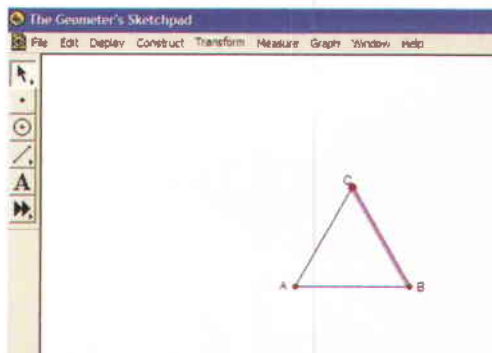 The Geometer's Sketchpad
File Edit Display Construct Transform Measure Graph Window Help
A
C
A B